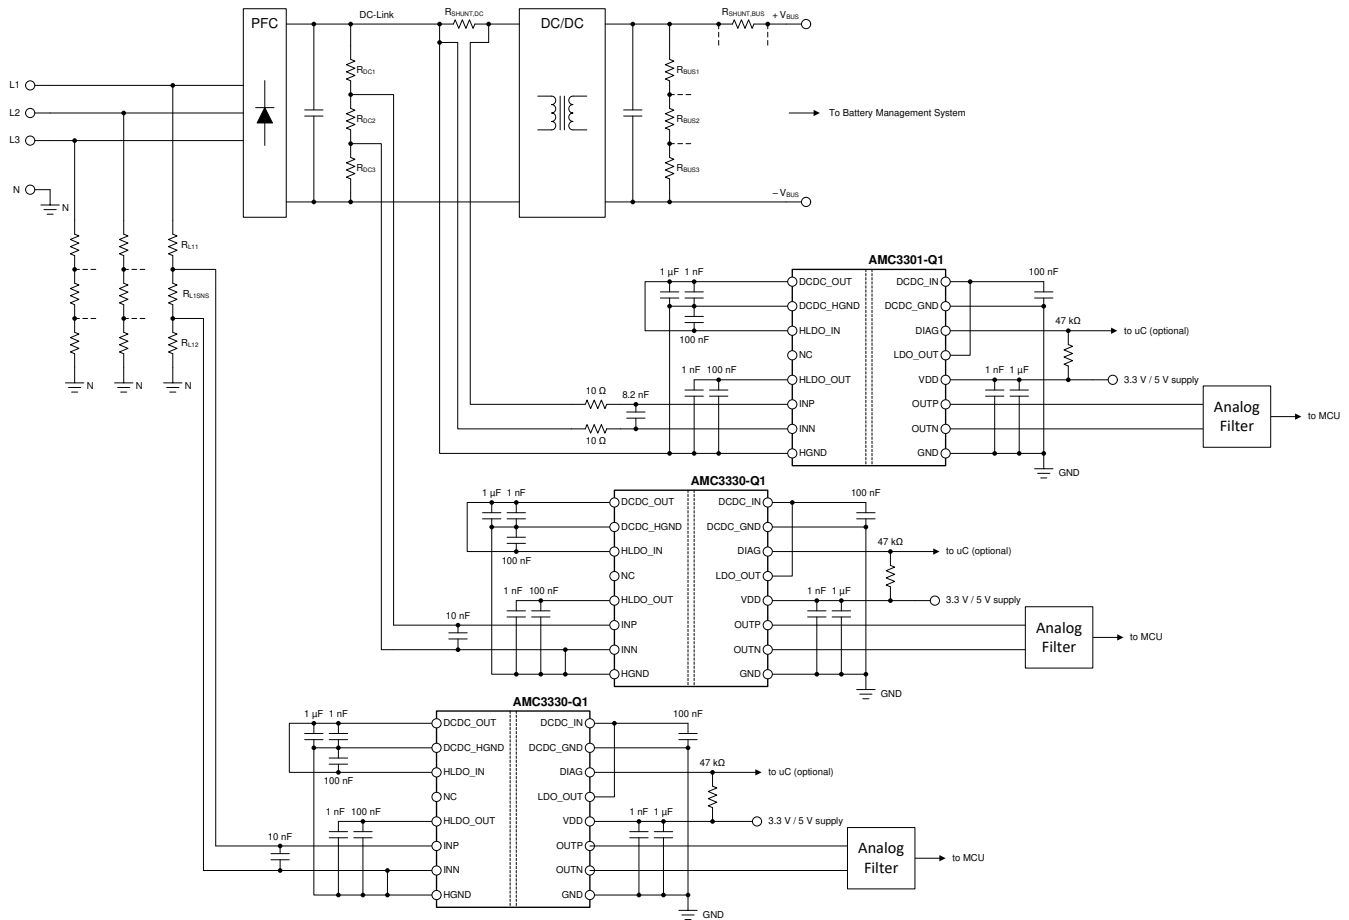 PFC
DC-Link
RSHUNT,DC
DC/DC
RSHUNT,BUS
+ VBUS
L1
L2
L3
N
N
RDC1
RDC2
RDC3
RBUS1
RBUS2
RBUS3
To Battery Management System
– VBUS
RL11
RL1SNS
RL12
N
N
N
AMC3301-Q1
1 µF 1 nF
100 nF
DCDC_OUT
DCDC_IN
100 nF
DCDC_HGND
DCDC_GND
47 kΩ
HLDO_IN
DIAG
to uC (optional)
NC
LDO_OUT
1 nF 100 nF
HLDO_OUT
VDD
1 nF 1 µF
3.3 V / 5 V supply
10 Ω
8.2 nF
INP
OUTP
10 Ω
INN
OUTN
Analog
Filter
to MCU
HGND
GND
GND
AMC3330-Q1
1 µF 1 nF
100 nF
DCDC_OUT
DCDC_IN
100 nF
DCDC_HGND
DCDC_GND
47 kΩ
HLDO_IN
DIAG
to uC (optional)
NC
LDO_OUT
1 nF 100 nF
HLDO_OUT
VDD
1 nF 1 µF
3.3 V / 5 V supply
10 nF
INP
OUTP
INN
OUTN
Analog
Filter
to MCU
HGND
GND
GND
AMC3330-Q1
1 µF 1 nF
100 nF
DCDC_OUT
DCDC_IN
100 nF
DCDC_HGND
DCDC_GND
47 kΩ
HLDO_IN
DIAG
to uC (optional)
NC
LDO_OUT
1 nF 100 nF
HLDO_OUT
VDD
1 nF 1 µF
3.3 V / 5 V supply
10 nF
INP
OUTP
INN
OUTN
Analog
Filter
to MCU
HGND
GND
GND